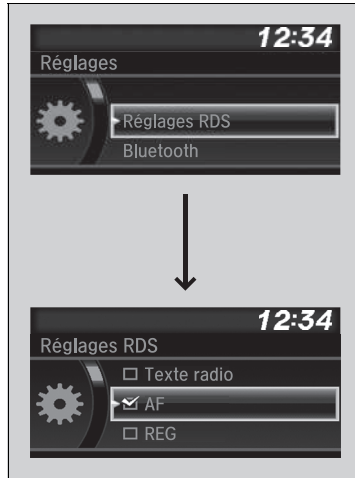 12:34
Réglages
Réglages RDS
Bluetooth
12:34
Réglages RDS
Texte radio
AF
REG